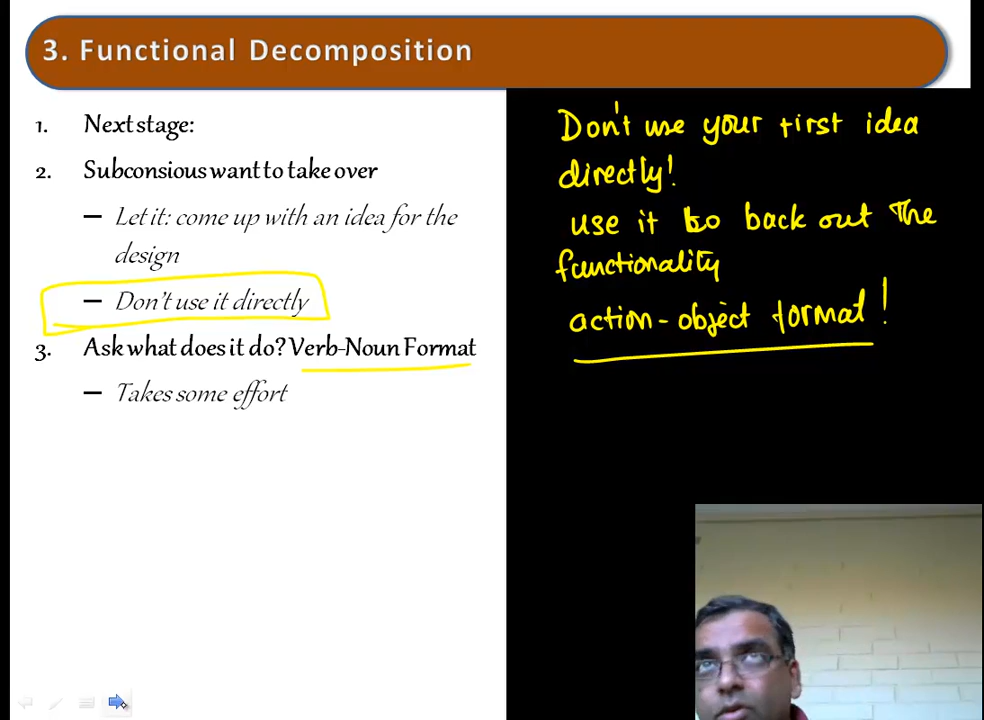 3. Functional Decomposition
1. Next stage:
2. Subconsious want to take over
– Let it: come up with an idea for the
design
– Don't use it directly
3. Ask what does it do? Verb-Noun Format
– Takes some effort
Don't use your first idea
directly!
use it to back out the
functionality
action-object format!